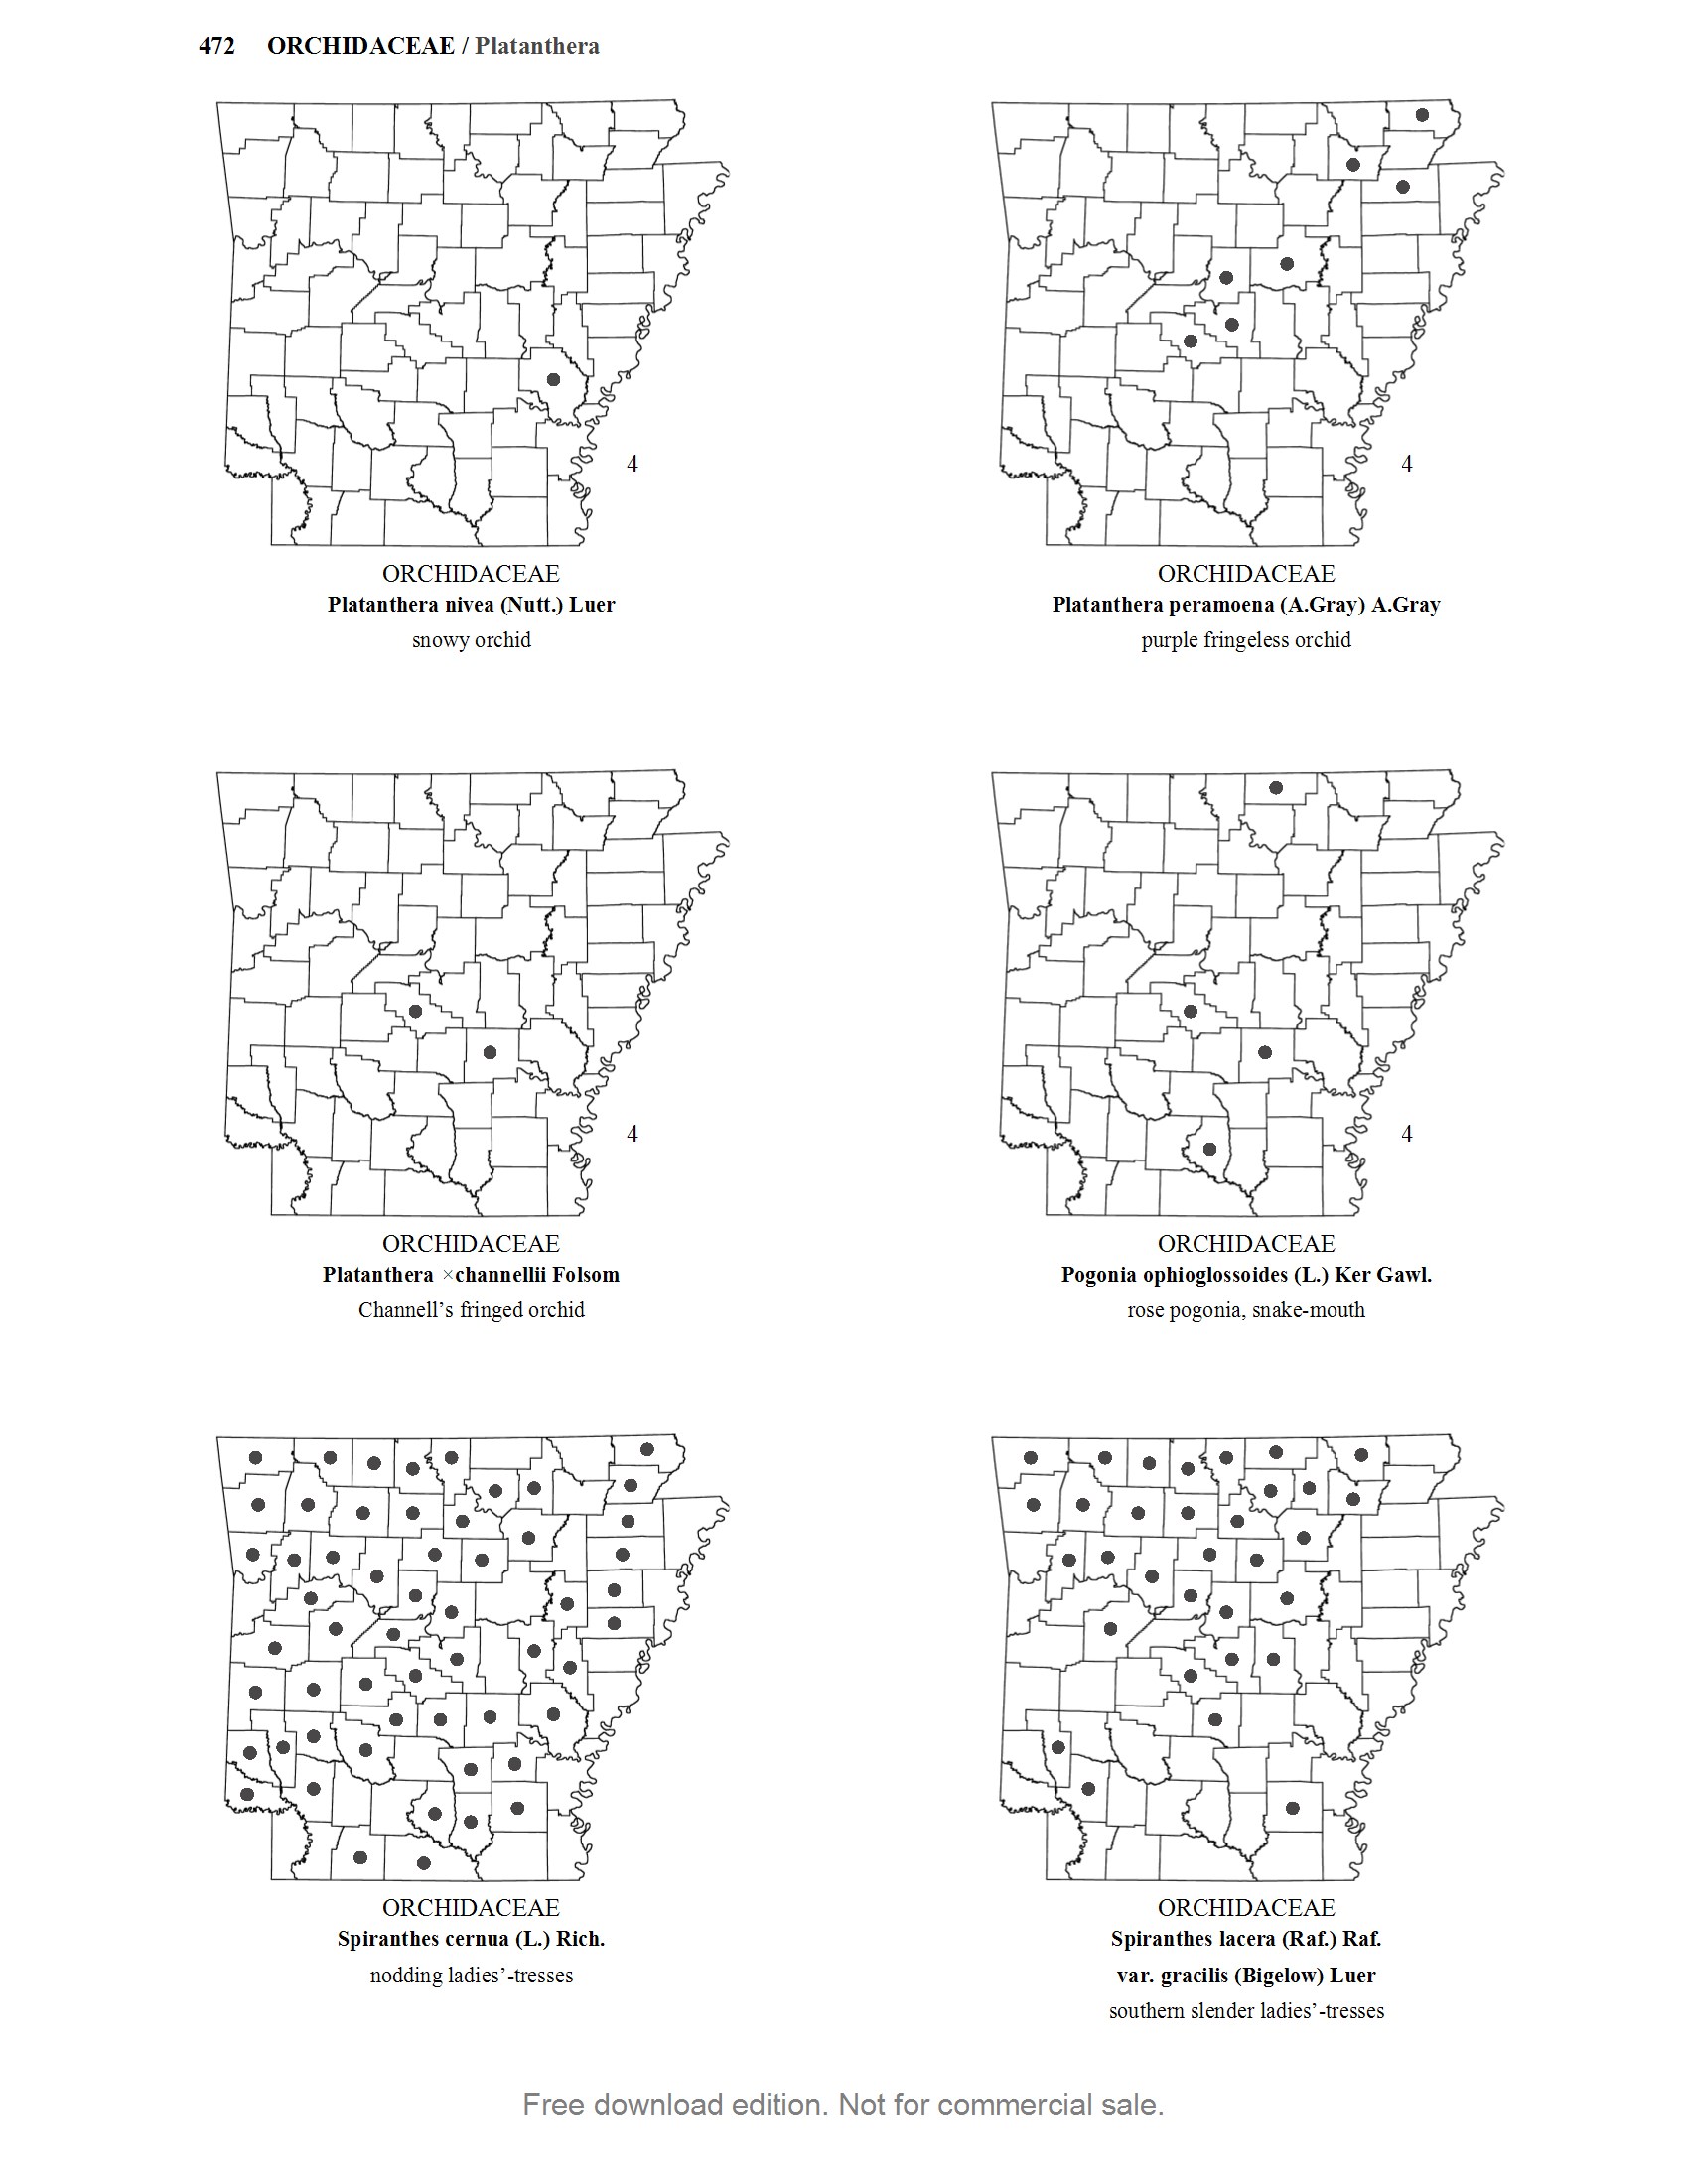 472 ORCHIDACEAE / Platanthera
4
ORCHIDACEAE
Platanthera nivea (Nutt.) Luer
snowy orchid
4
ORCHIDACEAE
Platanthera peramoena (A.Gray) A.Gray
purple fringeless orchid
4
ORCHIDACEAE
Platanthera ×channellii Folsom
Channell’s fringed orchid
4
ORCHIDACEAE
Pogonia ophioglossoides (L.) Ker Gawl.
rose pogonia, snake-mouth
ORCHIDACEAE
Spiranthes cernua (L.) Rich.
nodding ladies’-tresses
ORCHIDACEAE
Spiranthes lacera (Raf.) Raf.
var. gracilis (Bigelow) Luer
southern slender ladies’-tresses
Free download edition. Not for commercial sale.